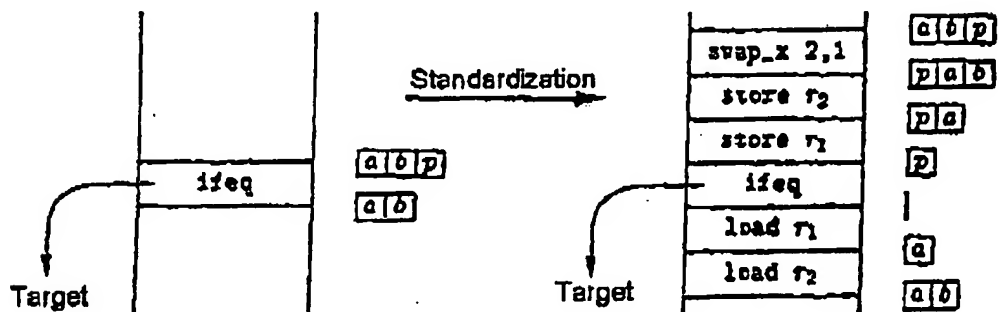 a b p
swap_x 2,1
p a b
Standardization
store r2
p a
store r1
a b p
p
ifeq
ifeq
a b
load r1
a
load r2
Target
Target
a b